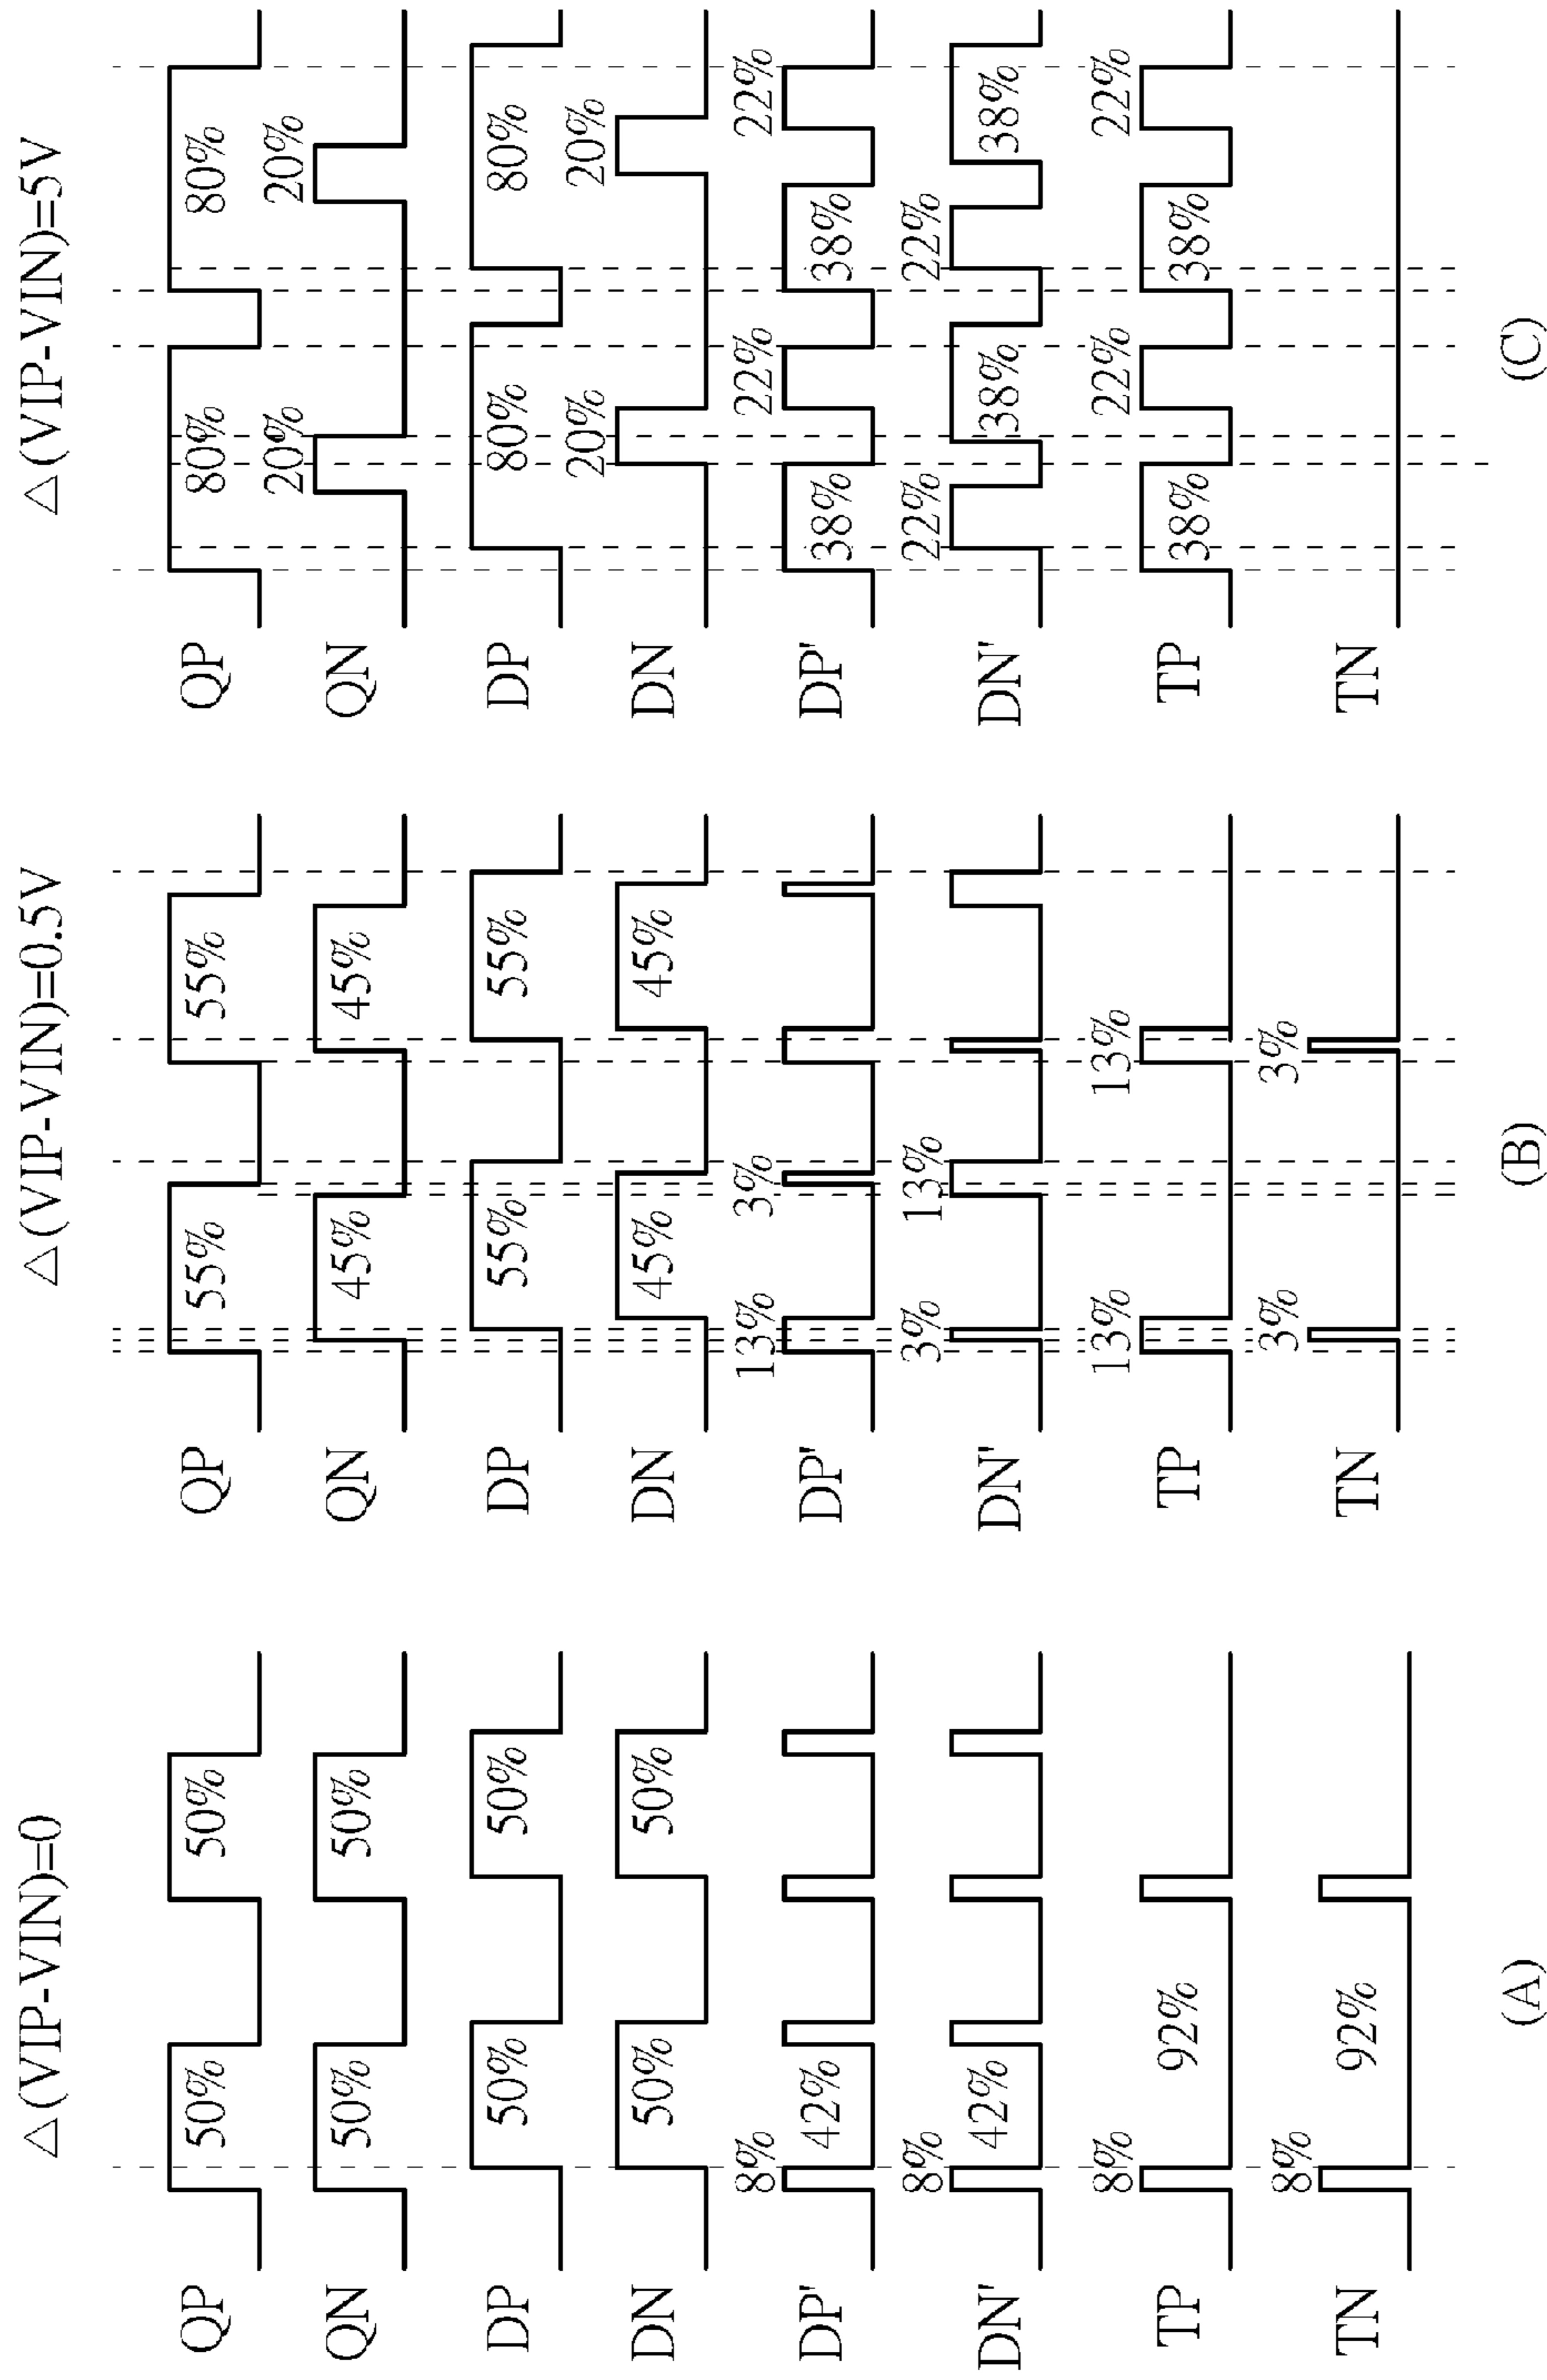 △(VIP-VIN)=0
QP 50% 50%
QN 50% 50%
DP 50% 50%
DN 50% 50%
DP' 8% 42%
DN' 8% 42%
TP 8% 92%
TN 8% 92%
(A)
△(VIP-VIN)=0.5V
QP 55% 55%
QN 45% 45%
DP 55% 55%
DN 45% 45%
DP' 13% 3%
DN' 3% 13%
TP 13% 13%
TN 3% 3%
(B)
△(VIP-VIN)=5V
QP 80% 80%
QN 20% 20%
DP 80% 80%
DN 20% 20%
DP' 38% 22% 38% 22%
DN' 22% 38% 22% 38%
TP 38% 22% 38% 22%
TN
(C)